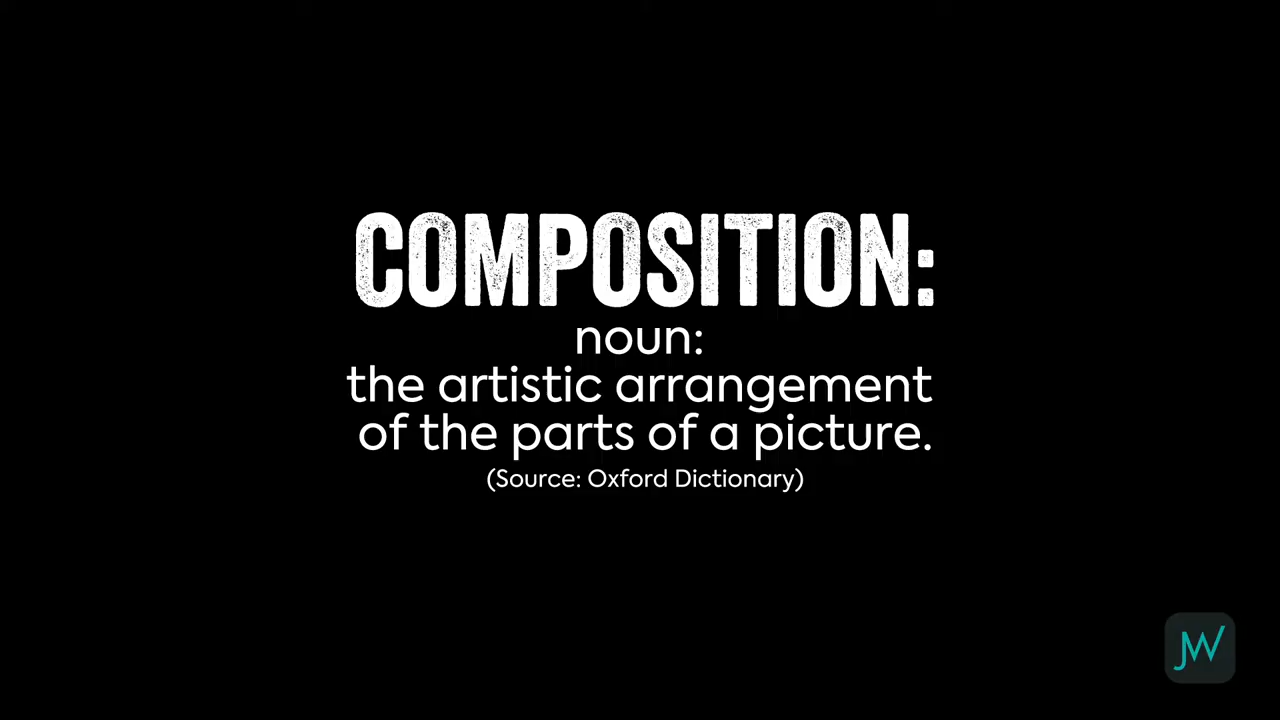 COMPOSITION:
noun:
the artistic arrangement
of the parts of a picture.
(Source: Oxford Dictionary)
JW